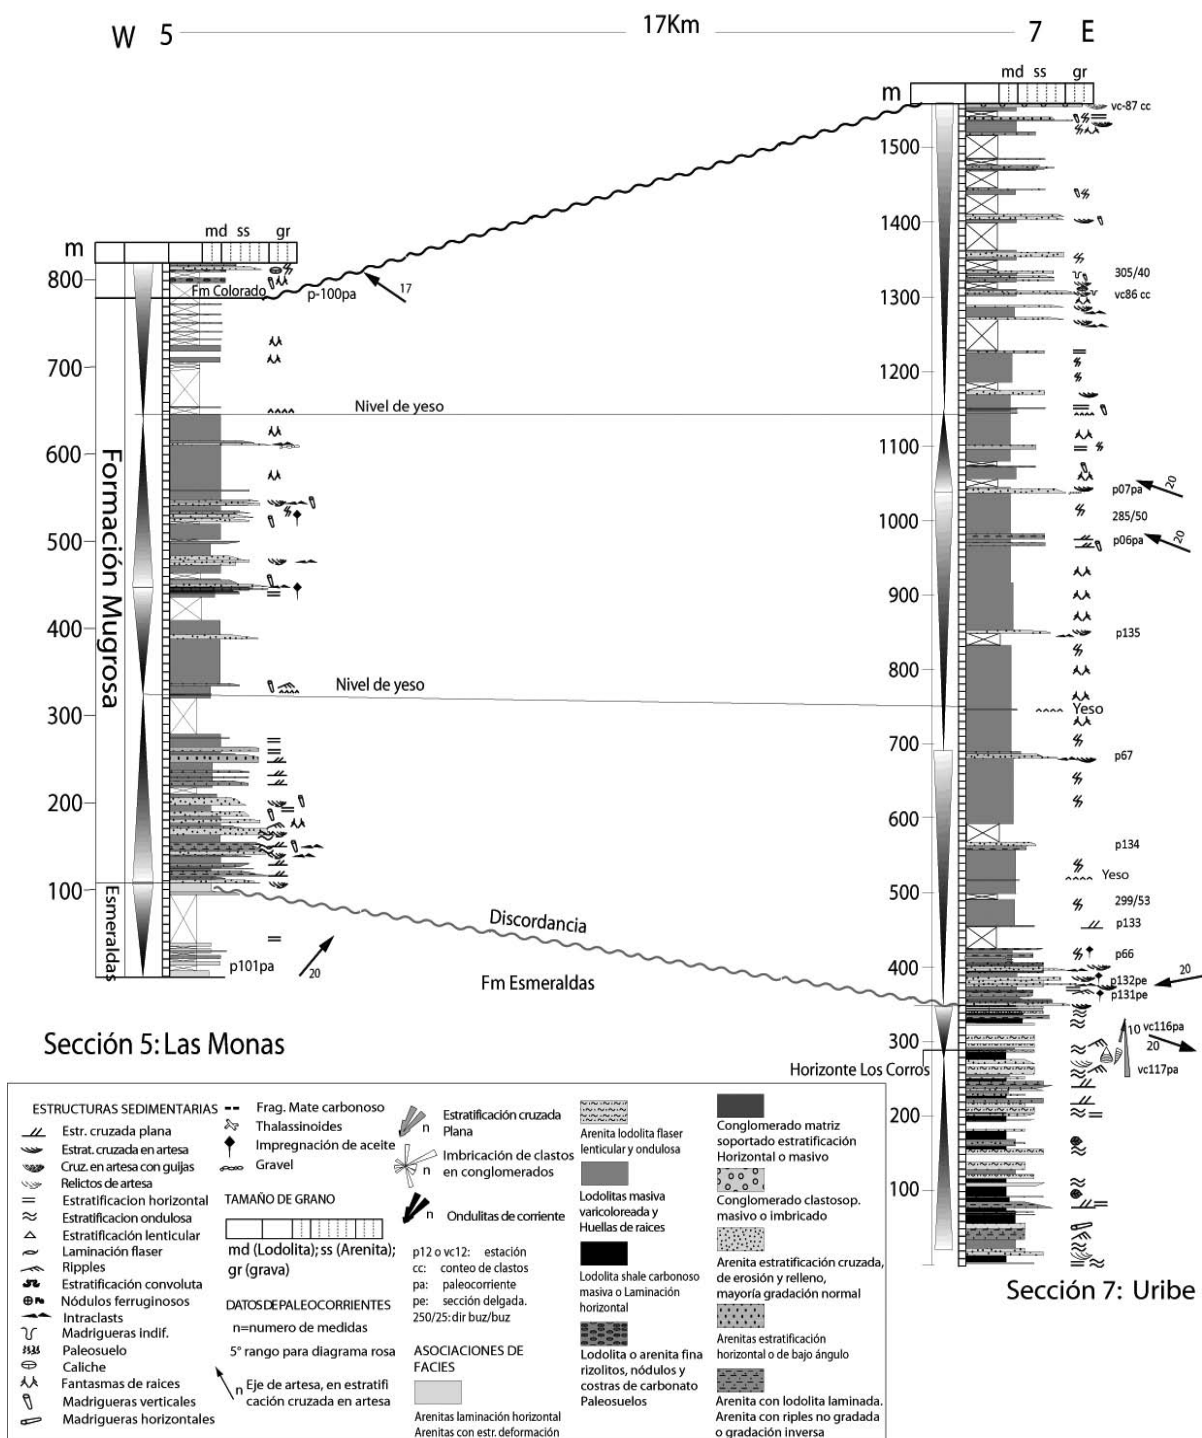 W 5 17Km 7 E
md ss gr
m
vc-87 cc
1500
1400
305/40
1300
vc86 cc
1200
1100
p07pa
20
285/50
1000
p06pa
20
900
p135
800
Yeso
700
p67
600
p134
Yeso
500
299/53
p133
p66
400
p132pe
20
p131pe
300
10 vc116pa
20
vc117pa
Horizonte Los Corros
200
100
Sección 7: Uribe
md ss gr
m
800
Fm Colorado
p-100pa
17
700
Nivel de yeso
600
Formación Mugrosa
500
400
Nivel de yeso
300
200
100
Esmeraldas
Discordancia
p101pa
20
Fm Esmeraldas
Sección 5: Las Monas
ESTRUCTURAS SEDIMENTARIAS
Estr. cruzada plana
Estrat. cruzada en artesa
Cruz. en artesa con guijas
Relictos de artesa
Estratificacion horizontal
Estratificacion ondulosa
Estratificación lenticular
Laminación flaser
Ripples
Estratificación convoluta
Nódulos ferruginosos
Intraclasts
Madrigueras indif.
Paleosuelo
Caliche
Fantasmas de raices
Madrigueras verticales
Madrigueras horizontales
Frag. Mate carbonoso
Thalassinoides
Impregnación de aceite
Gravel
TAMAÑO DE GRANO
md (Lodolita); ss (Arenita);
gr (grava)
DATOS DE PALEOCORRIENTES
n=numero de medidas
5° rango para diagrama rosa
n Eje de artesa, en estratifi
cación cruzada en artesa
n
Estratificación cruzada
Plana
n
Imbricación de clastos
en conglomerados
n Ondulitas de corriente
p12 o vc12: estación
cc: conteo de clastos
pa: paleocorriente
pe: sección delgada.
250/25: dir buz/buz
ASOCIACIONES DE
FACIES
Arenitas laminación horizontal
Arenitas con estr. deformación
Arenita lodolita flaser
lenticular y ondulosa
Lodolitas masiva
varicoloreada y
Huellas de raices
Lodolita shale carbonoso
masiva o Laminación
horizontal
Lodolita o arenita fina
rizolitos, nódulos y
costras de carbonato
Paleosuelos
Conglomerado matriz
soportado estratificación
Horizontal o masivo
Conglomerado clastosop.
masivo o imbricado
Arenita estratificación cruzada,
de erosión y relleno,
mayoría gradación normal
Arenitas estratificación
horizontal o de bajo ángulo
Arenita con lodolita laminada.
Arenita con riples no gradada
o gradación inversa